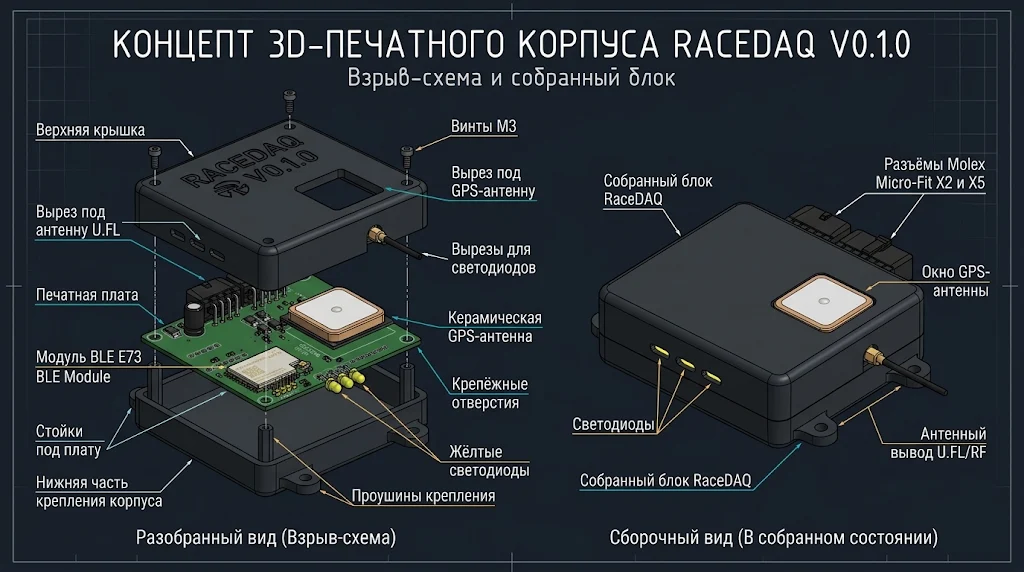 КОНЦЕПТ 3D-ПЕЧАТНОГО КОРПУСА RACEDAQ V0.1.0
Взрыв-схема и собранный блок
Верхняя крышка
Винты M3
RACEDAQ
V0.1.0
Вырез под
GPS-антенну
Вырез под
антенну U.FL
Вырезы для
светодиодов
Печатная плата
Керамическая
GPS-антенна
Модуль BLE E73
BLE Module
Крепёжные
отверстия
Стойки
под плату
Жёлтые
светодиоды
Нижняя часть
крепления корпуса
Проушины крепления
Разобранный вид (Взрыв-схема)
Собранный блок
RaceDAQ
Разъёмы Molex
Micro-Fit X2 и X5
Окно GPS-
антенны
Светодиоды
Антенный
вывод U.FL/RF
Собранный блок RaceDAQ
Сборочный вид (В собранном состоянии)